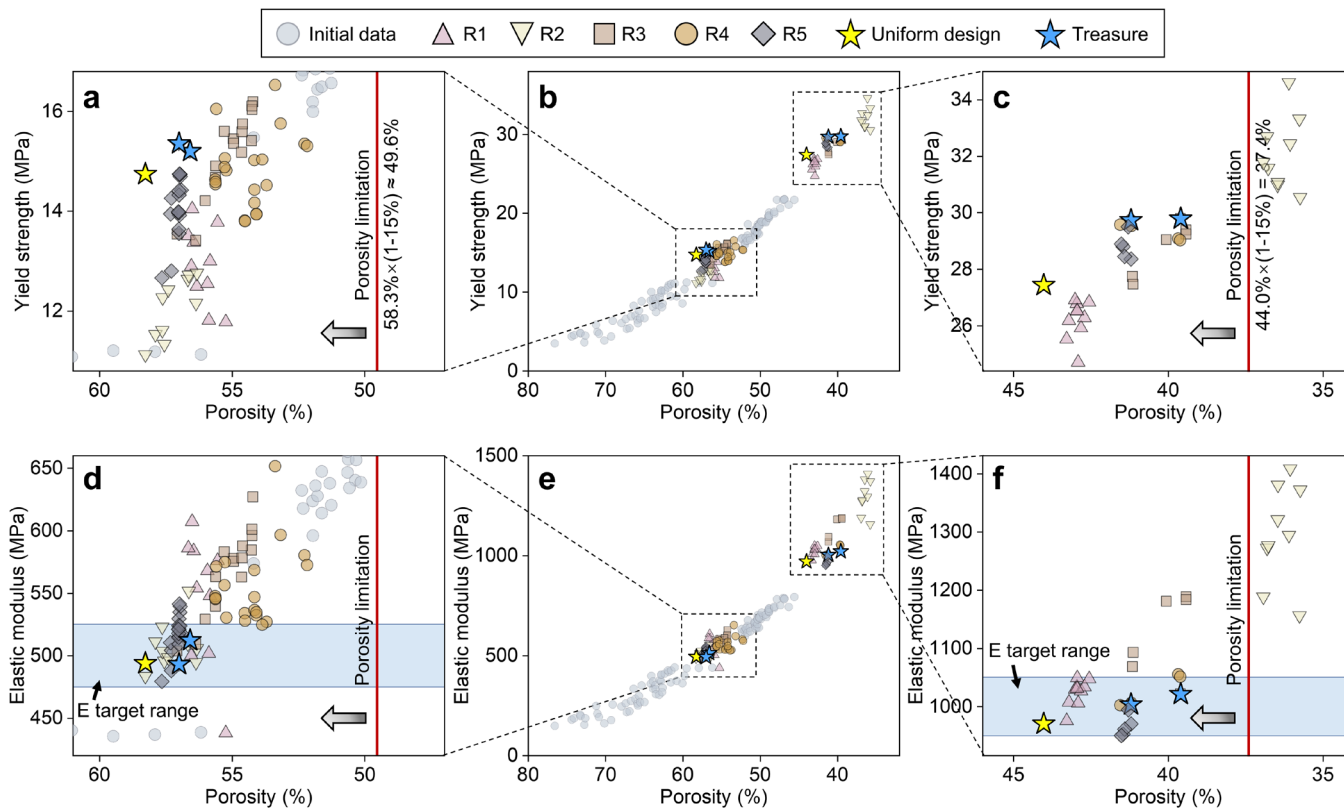 Initial data R1 R2 R3 R4 R5 Uniform design Treasure
a
Yield strength (MPa)
16
14
12
60 55 50
Porosity (%)
Porosity limitation
58.3%×(1-15%) ≈ 49.6%
b
Yield strength (MPa)
30
20
10
0
80 70 60 50 40
Porosity (%)
c
Yield strength (MPa)
34
32
30
28
26
45 40 35
Porosity (%)
Porosity limitation
44.0%×(1-15%) = 27.4%
d
Elastic modulus (MPa)
650
600
550
500
450
60 55 50
Porosity (%)
E target range
Porosity limitation
e
Elastic modulus (MPa)
1500
1000
500
0
80 70 60 50 40
Porosity (%)
f
Elastic modulus (MPa)
1400
1300
1200
1100
1000
45 40 35
Porosity (%)
E target range
Porosity limitation